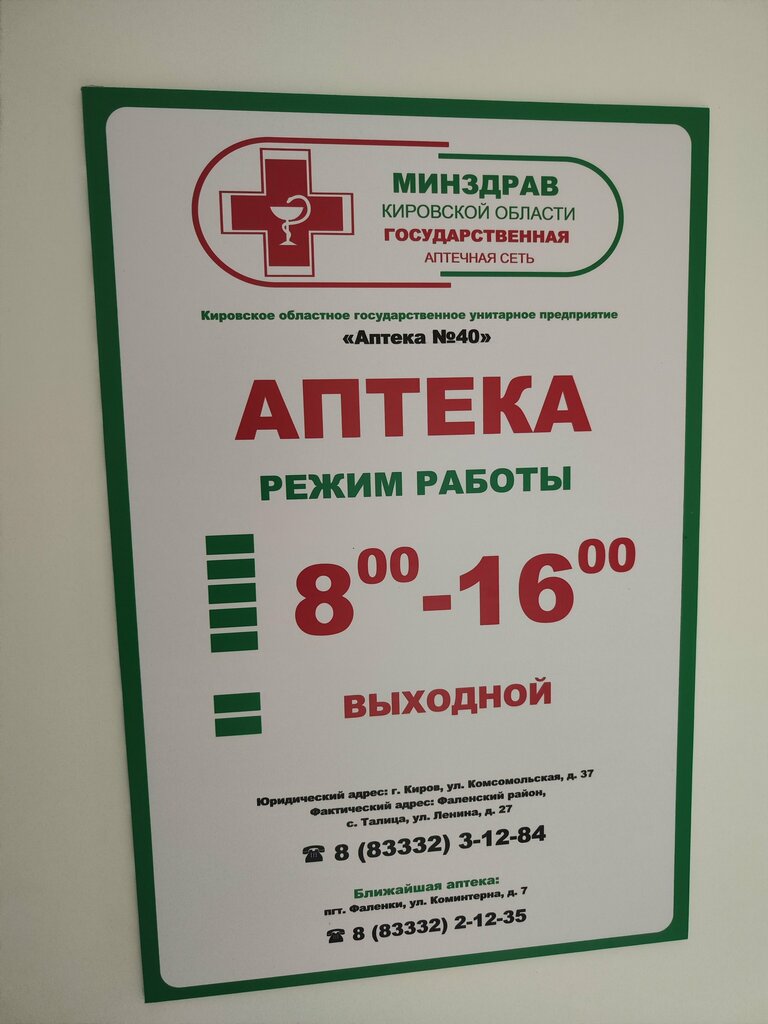 МИНЗДРАВ
КИРОВСКОЙ ОБЛАСТИ
ГОСУДАРСТВЕННАЯ
АПТЕЧНАЯ СЕТЬ
Кировское областное государственное унитарное предприятие
«Аптека №40»
АПТЕКА
РЕЖИМ РАБОТЫ
8⁰⁰-16⁰⁰
ВЫХОДНОЙ
Юридический адрес: г. Киров, ул. Комсомольская, д. 37
Фактический адрес: Фаленский район,
с. Талица, ул. Ленина, д. 27
☎ 8 (83332) 3-12-84
Ближайшая аптека:
пгт. Фаленки, ул. Коминтерна, д. 7
☎ 8 (83332) 2-12-35